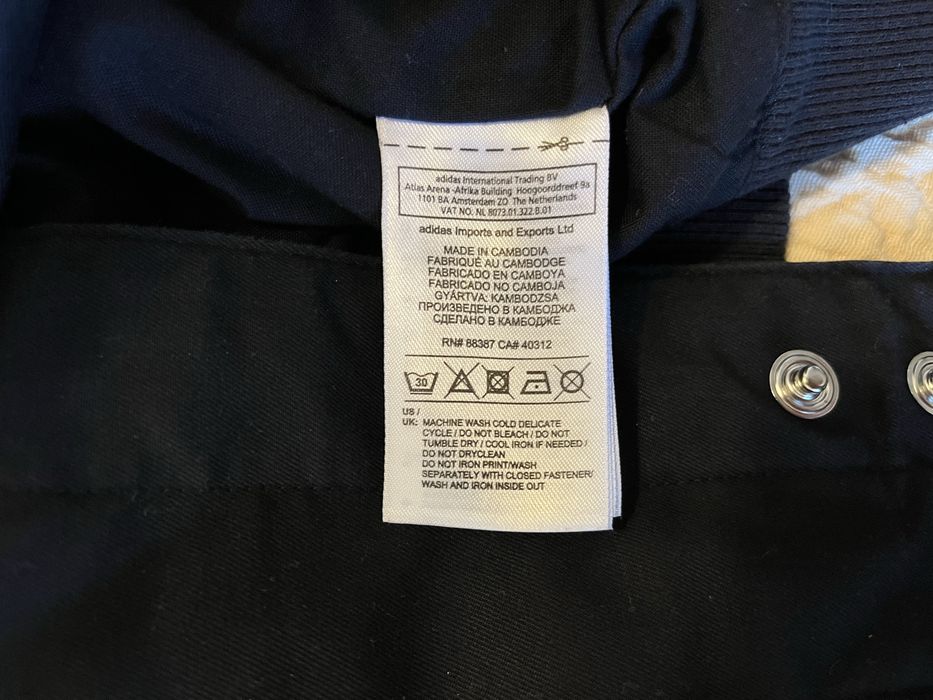 adidas International Trading BV
Atlas Arena -Afrika Building Hoogoorddreef 9a
1101 BA Amsterdam ZO The Netherlands
VAT NO. NL 8073.01.322.B.01
adidas Imports and Exports Ltd
MADE IN CAMBODIA
FABRIQUÉ AU CAMBODGE
FABRICADO EN CAMBOYA
FABRICADO NO CAMBOJA
GYÁRTVA: KAMBODZSA
ПРОИЗВЕДЕНО В КАМБОДЖА
СДЕЛАНО В КАМБОДЖЕ
RN# 88387 CA# 40312
30
US /
UK: MACHINE WASH COLD DELICATE
CYCLE / DO NOT BLEACH / DO NOT
TUMBLE DRY / COOL IRON IF NEEDED /
DO NOT DRYCLEAN
DO NOT IRON PRINT/WASH
SEPARATELY WITH CLOSED FASTENER/
WASH AND IRON INSIDE OUT